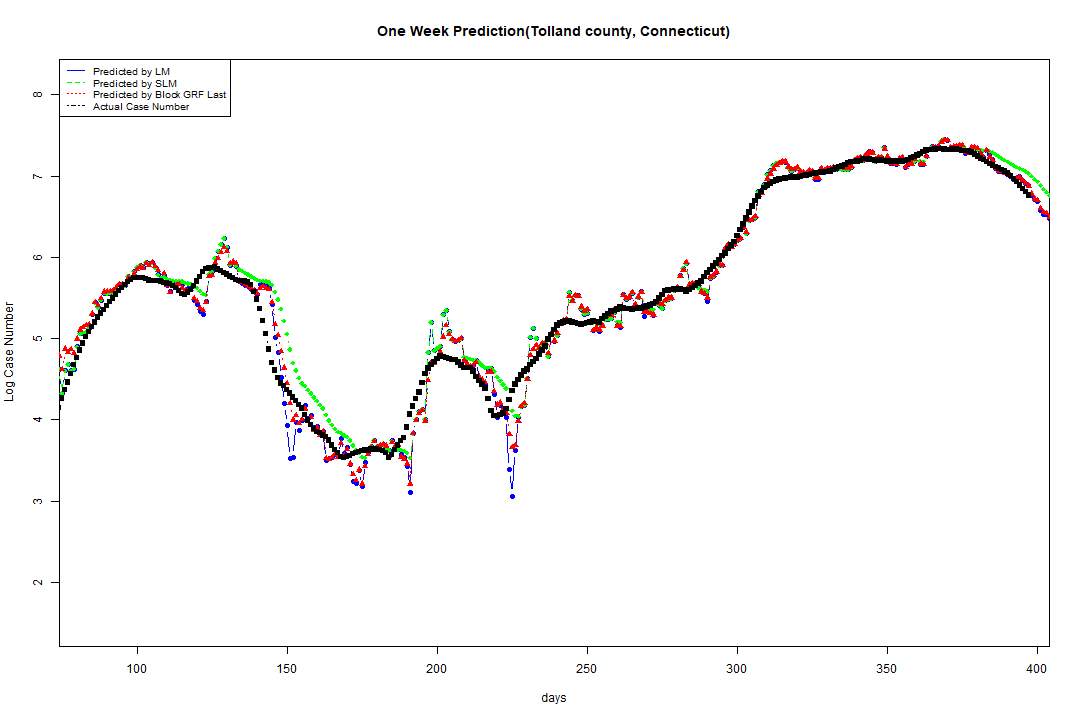 One Week Prediction(Tolland county, Connecticut)
Predicted by LM
Predicted by SLM
Predicted by Block GRF Last
Actual Case Number
8
7
6
5
4
3
2
Log Case Number
100 150 200 250 300 350 400
days